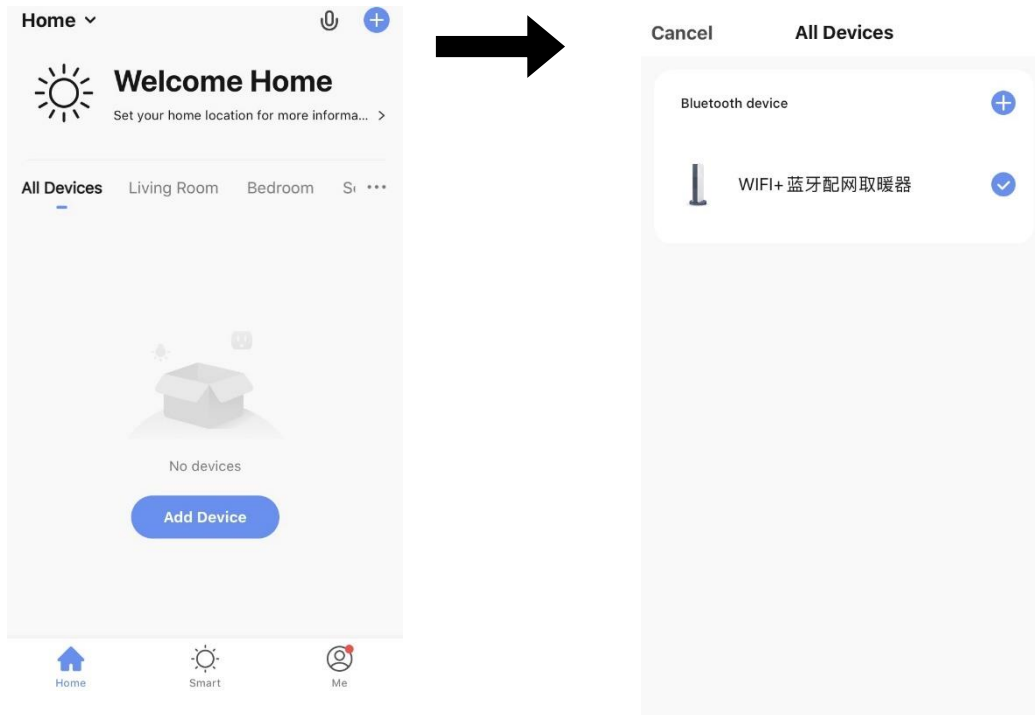 Home
Welcome Home
Set your home location for more informa...
All Devices Living Room Bedroom
No devices
Add Device
Home Smart Me
Cancel All Devices
Bluetooth device
WIFI+蓝牙配网取暖器